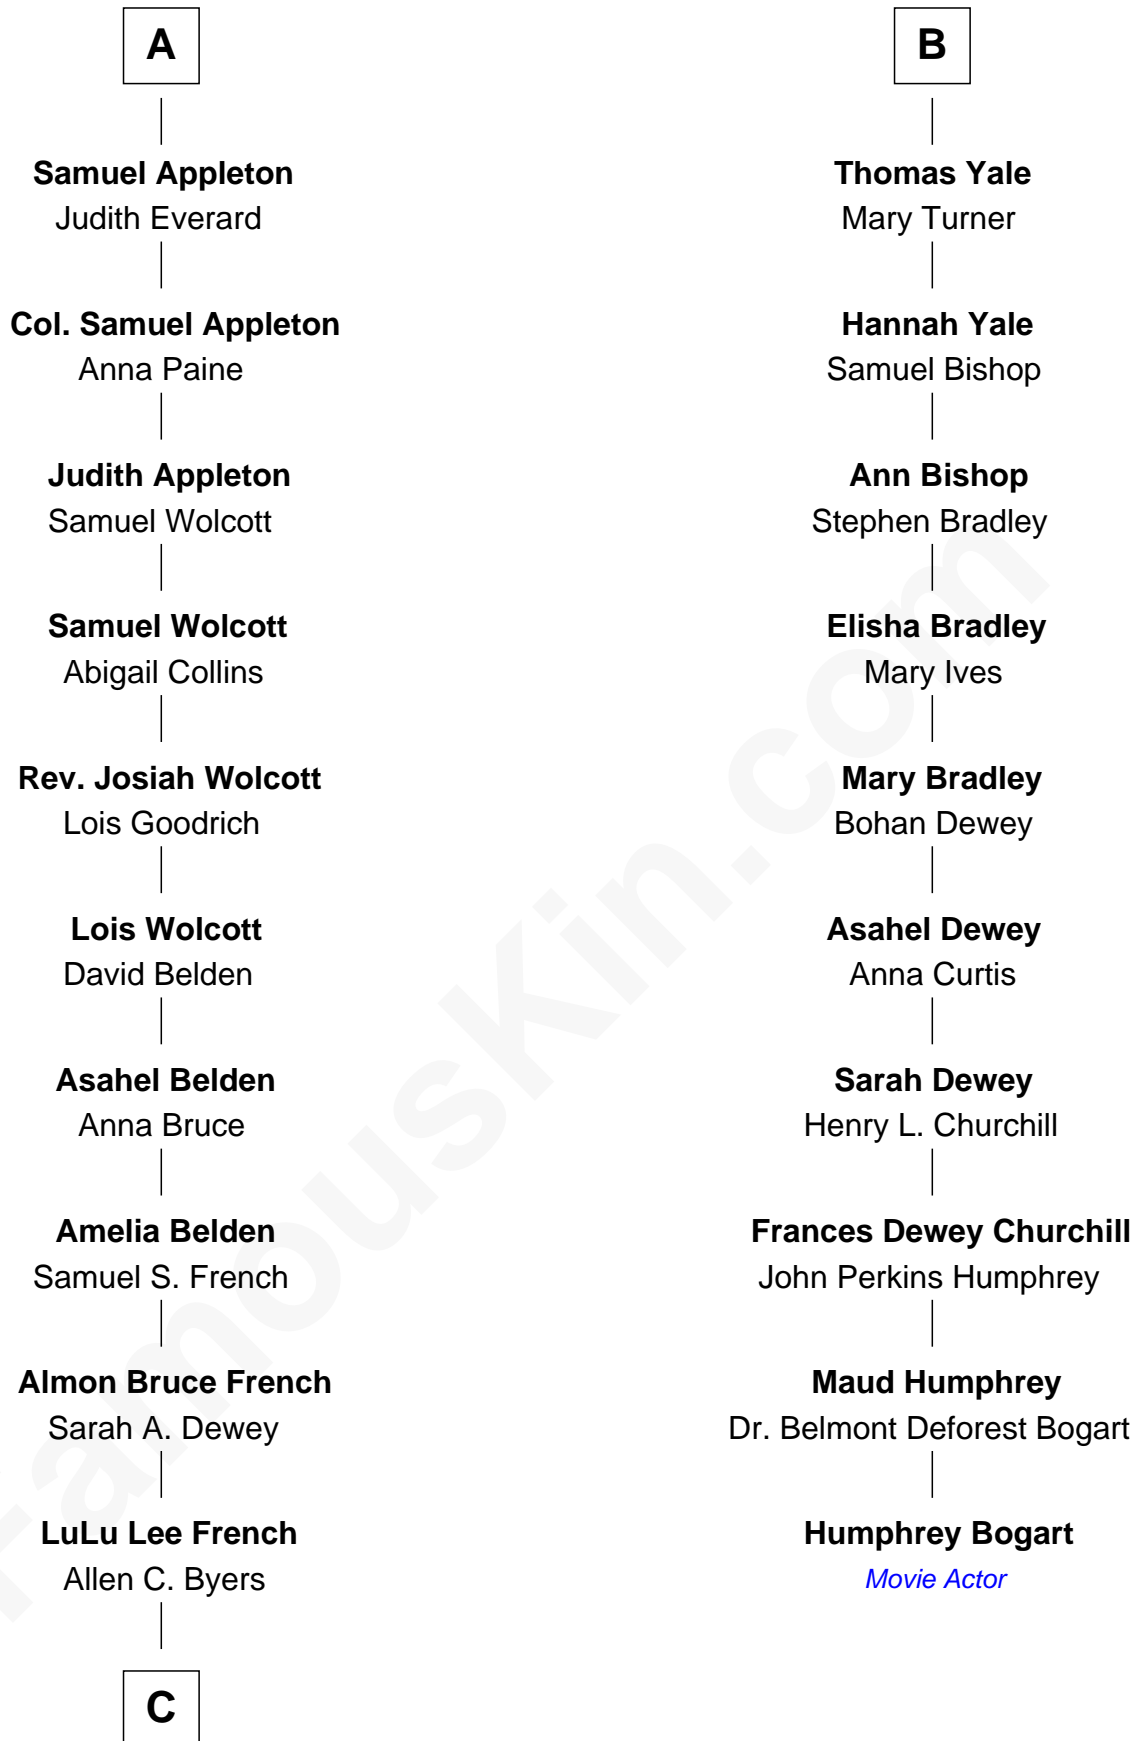 A
Samuel Appleton
Judith Everard
Col. Samuel Appleton
Anna Paine
Judith Appleton
Samuel Wolcott
Samuel Wolcott
Abigail Collins
Rev. Josiah Wolcott
Lois Goodrich
Lois Wolcott
David Belden
Asahel Belden
Anna Bruce
Amelia Belden
Samuel S. French
Almon Bruce French
Sarah A. Dewey
LuLu Lee French
Allen C. Byers
C
B
Thomas Yale
Mary Turner
Hannah Yale
Samuel Bishop
Ann Bishop
Stephen Bradley
Elisha Bradley
Mary Ives
Mary Bradley
Bohan Dewey
Asahel Dewey
Anna Curtis
Sarah Dewey
Henry L. Churchill
Frances Dewey Churchill
John Perkins Humphrey
Maud Humphrey
Dr. Belmont Deforest Bogart
Humphrey Bogart
Movie Actor
FamousKin.com